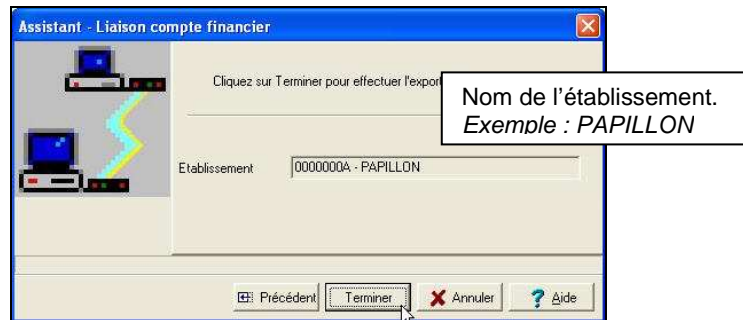 Assistant - Liaison compte financier
Cliquez sur Terminer pour effectuer l'export
Nom de l'établissement.
Exemple : PAPILLON
Etablissement
0000000A - PAPILLON
Précédent
Terminer
Annuler
? Aide